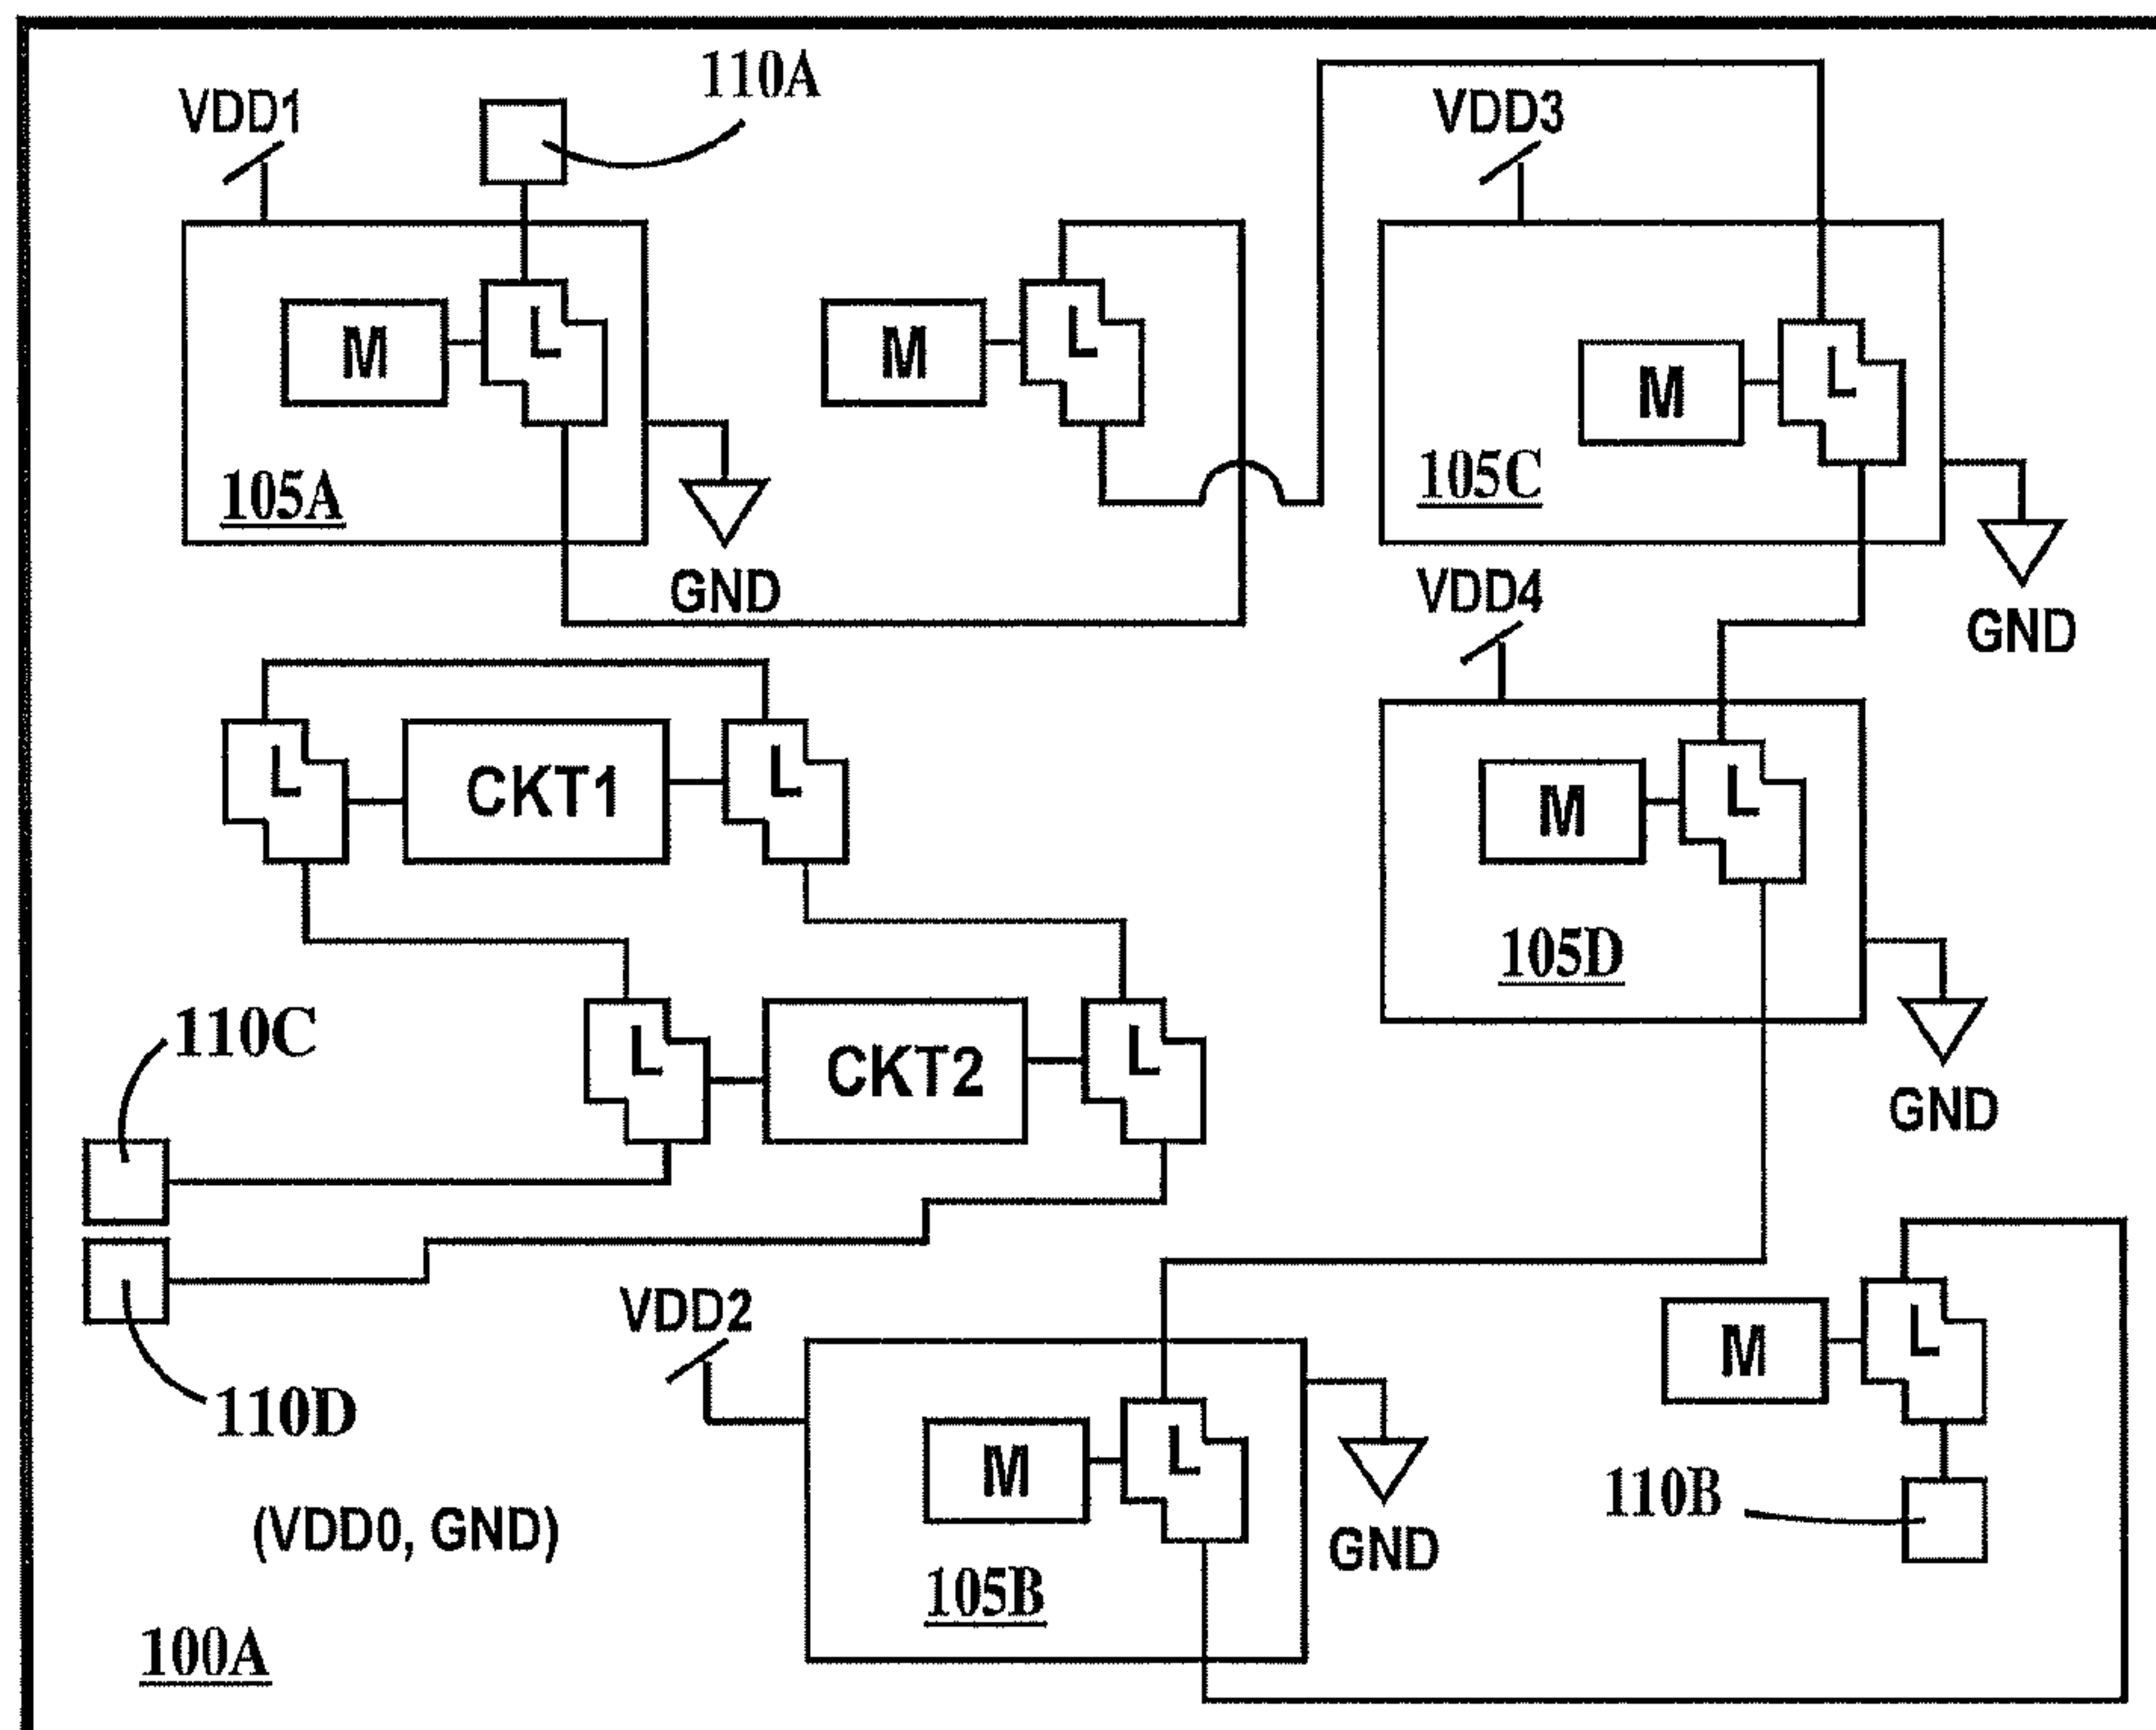 110A
VDD1
VDD3
M
L
M
L
M
L
105A
105C
GND
VDD4
GND
L
CKT1
L
M
L
105D
110C
L
CKT2
L
GND
VDD2
110D
M
L
M
L
110B
(VDD0, GND)
GND
105B
100A